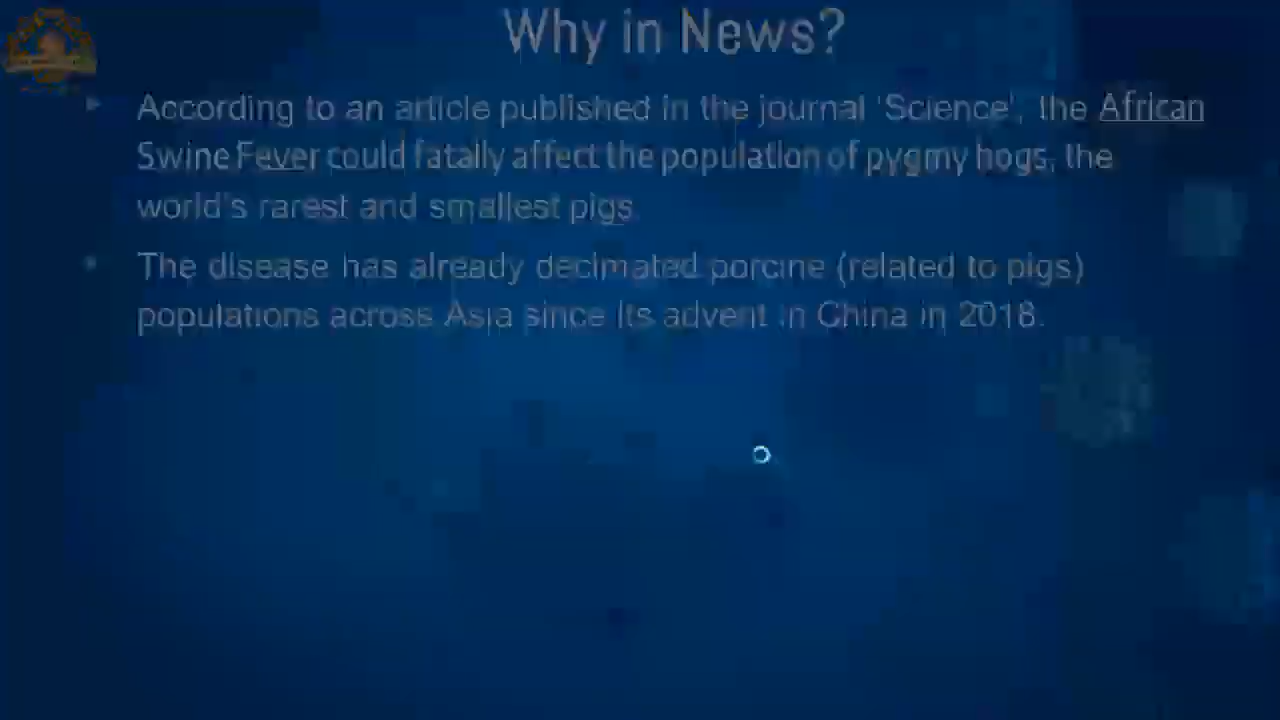 Why in News?
According to an article published in the journal 'Science', the African
Swine Fever could fatally affect the population of pygmy hogs, the
world's rarest and smallest pigs.
The disease has already decimated porcine (related to pigs)
populations across Asia since its advent in China in 2018.